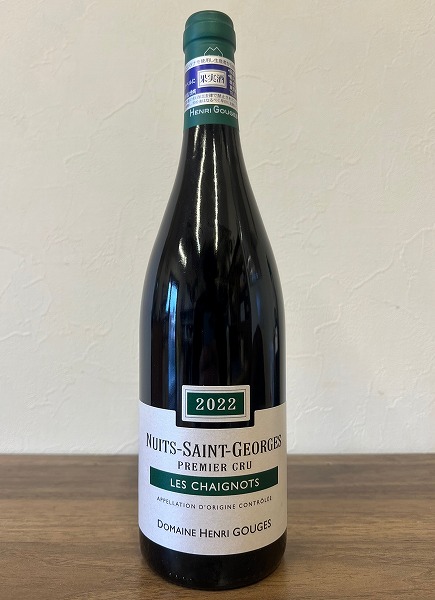 果実酒
HENRI GOUGES
2022
NUITS-SAINT-GEORGES
PREMIER CRU
LES CHAIGNOTS
APPELLATION D'ORIGINE CONTRÔLÉE
DOMAINE HENRI GOUGES